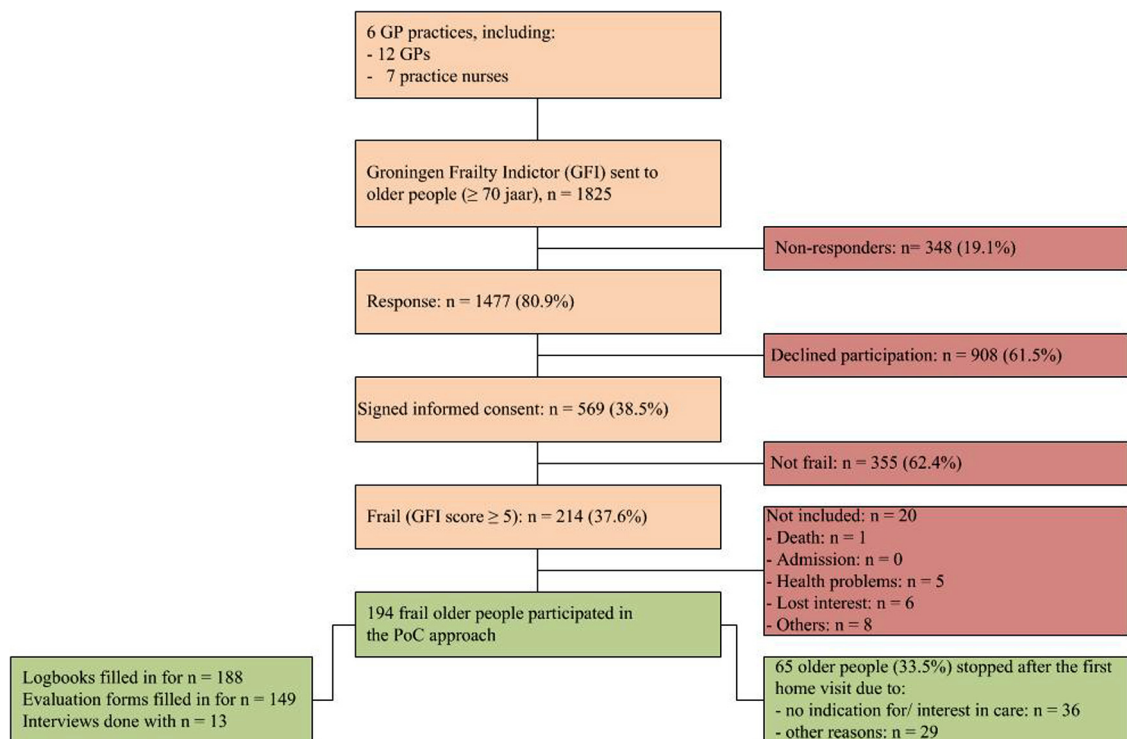 6 GP practices, including:
- 12 GPs
- 7 practice nurses
Groningen Frailty Indictor (GFI) sent to
older people (≥ 70 jaar), n = 1825
Non-responders: n= 348 (19.1%)
Response: n = 1477 (80.9%)
Declined participation: n = 908 (61.5%)
Signed informed consent: n = 569 (38.5%)
Not frail: n = 355 (62.4%)
Frail (GFI score ≥ 5): n = 214 (37.6%)
Not included: n = 20
- Death: n = 1
- Admission: n = 0
- Health problems: n = 5
- Lost interest: n = 6
- Others: n = 8
194 frail older people participated in
the PoC approach
Logbooks filled in for n = 188
Evaluation forms filled in for n = 149
Interviews done with n = 13
65 older people (33.5%) stopped after the first
home visit due to:
- no indication for/ interest in care: n = 36
- other reasons: n = 29